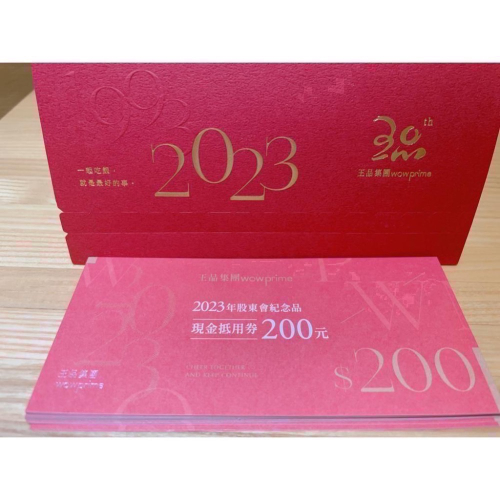 2023
一起吃飯，
就是最好的事。
30th
王品集團wowprime
王品集團wowprime
2023年股東會紀念品
現金抵用券200元
$200
王品集團
wowprime